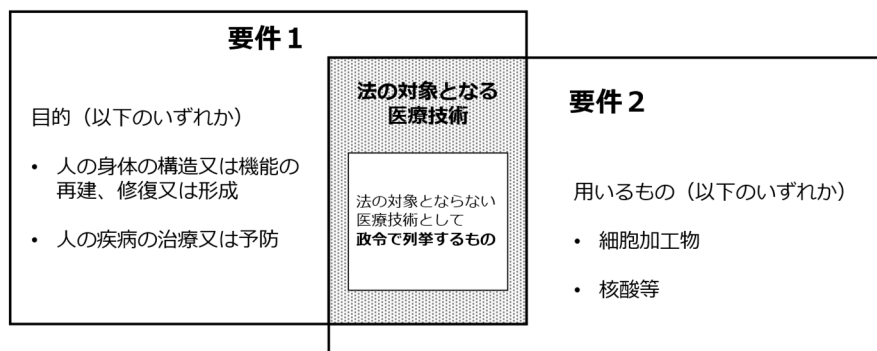 要件１
目的（以下のいずれか）
• 人の身体の構造又は機能の
再建、修復又は形成
• 人の疾病の治療又は予防
法の対象となる
医療技術
法の対象とならない
医療技術として
政令で列挙するもの
要件２
用いるもの（以下のいずれか）
• 細胞加工物
• 核酸等